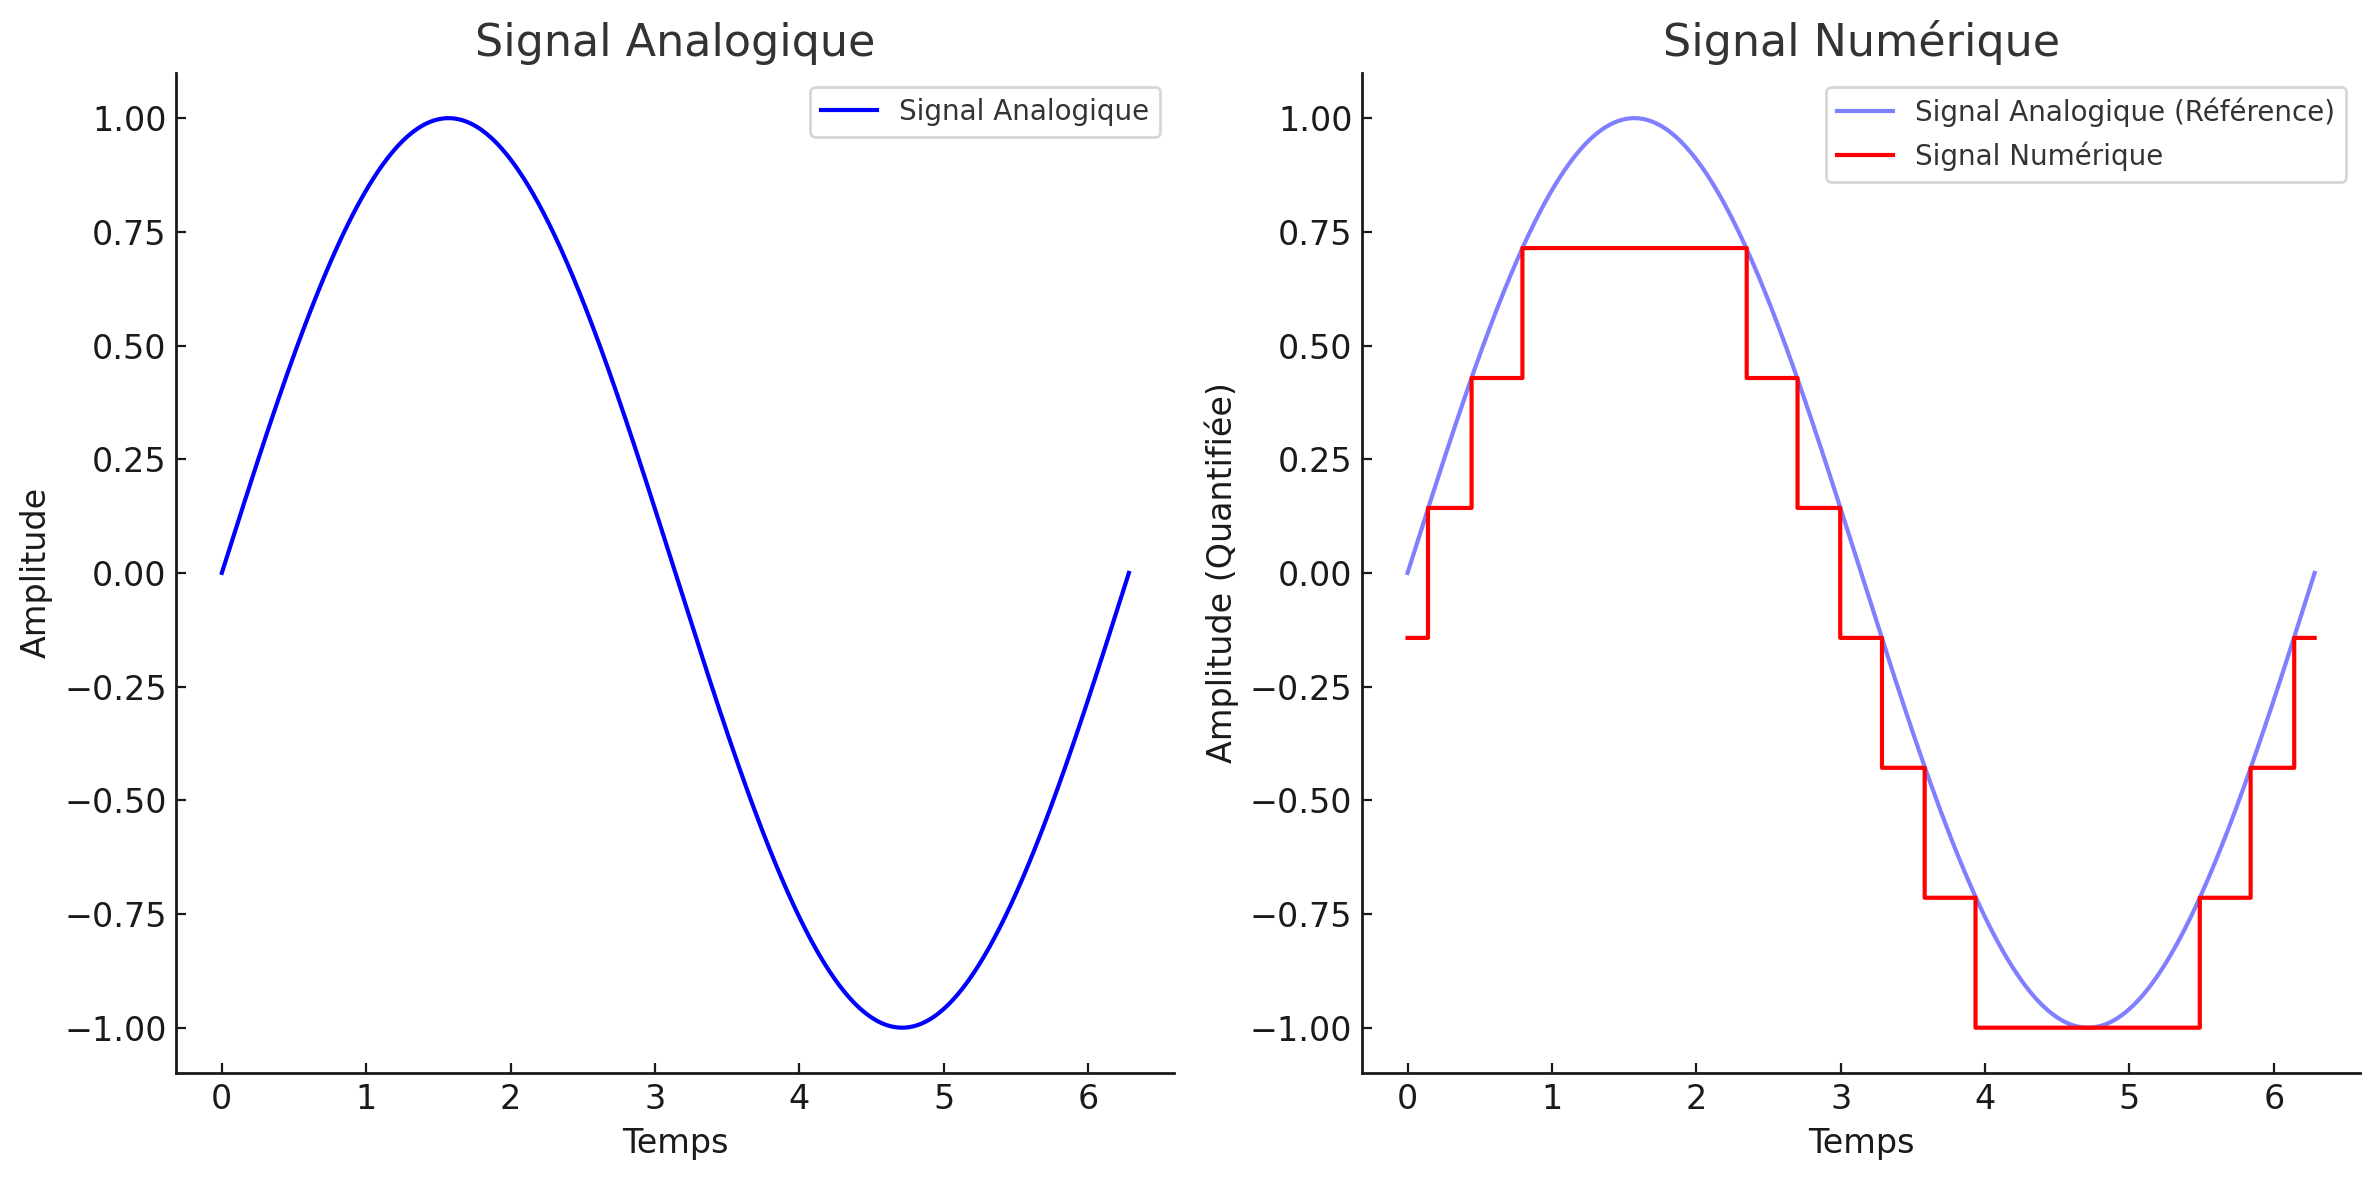 Signal Analogique
Signal Analogique
1.00
0.75
0.50
0.25
0.00
−0.25
−0.50
−0.75
−1.00
Amplitude
0 1 2 3 4 5 6
Temps
Signal Numérique
Signal Analogique (Référence)
Signal Numérique
1.00
0.75
0.50
0.25
0.00
−0.25
−0.50
−0.75
−1.00
Amplitude (Quantifiée)
0 1 2 3 4 5 6
Temps